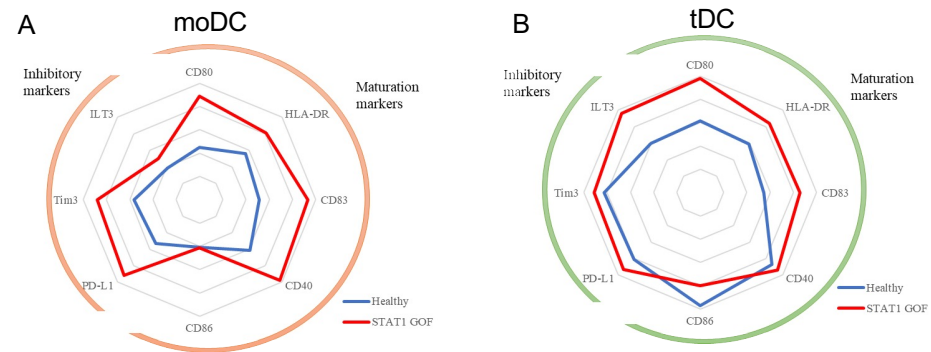 A
moDC
Inhibitory
markers
Maturation
markers
CD80
HLA-DR
CD83
CD40
CD86
PD-L1
Tim3
ILT3
Healthy
STAT1 GOF
B
tDC
Inhibitory
markers
Maturation
markers
CD80
HLA-DR
CD83
CD40
CD86
PD-L1
Tim3
ILT3
Healthy
STAT1 GOF